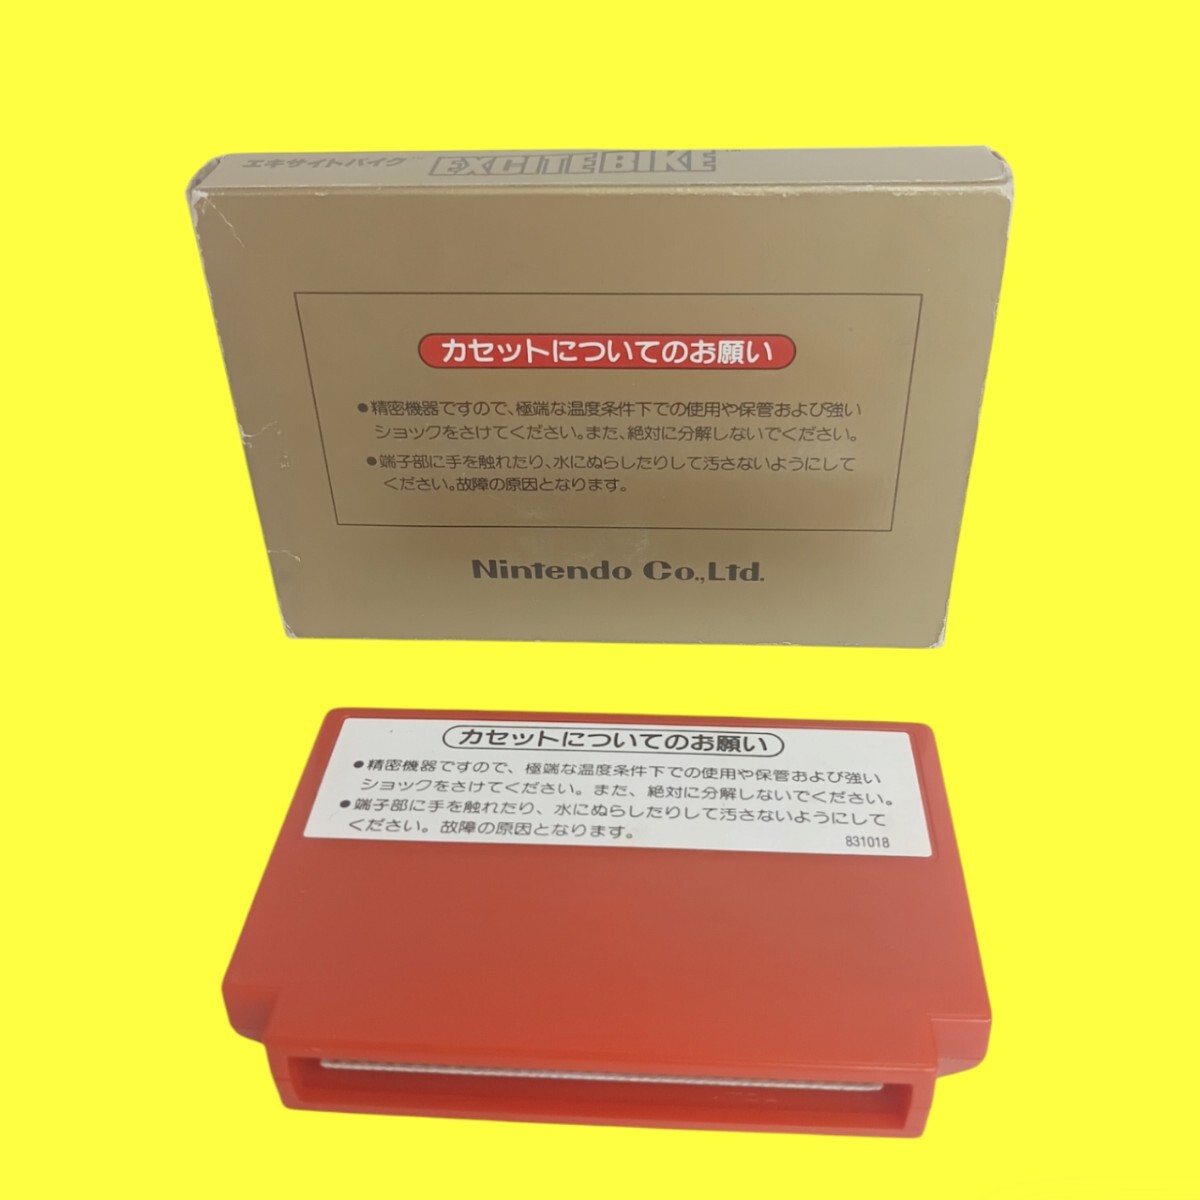 エキサイトバイク™ EXCITEBIKE™
カセットについてのお願い
●精密機器ですので、極端な温度条件下での使用や保管および強い
ショックをさけてください。また、絶対に分解しないでください。
●端子部に手を触れたり、水にぬらしたりして汚さないようにして
ください。故障の原因となります。
Nintendo Co.,Ltd.
カセットについてのお願い
●精密機器ですので、極端な温度条件下での使用や保管および強い
ショックをさけてください。また、絶対に分解しないでください。
●端子部に手を触れたり、水にぬらしたりして汚さないようにして
ください。故障の原因となります。
831018